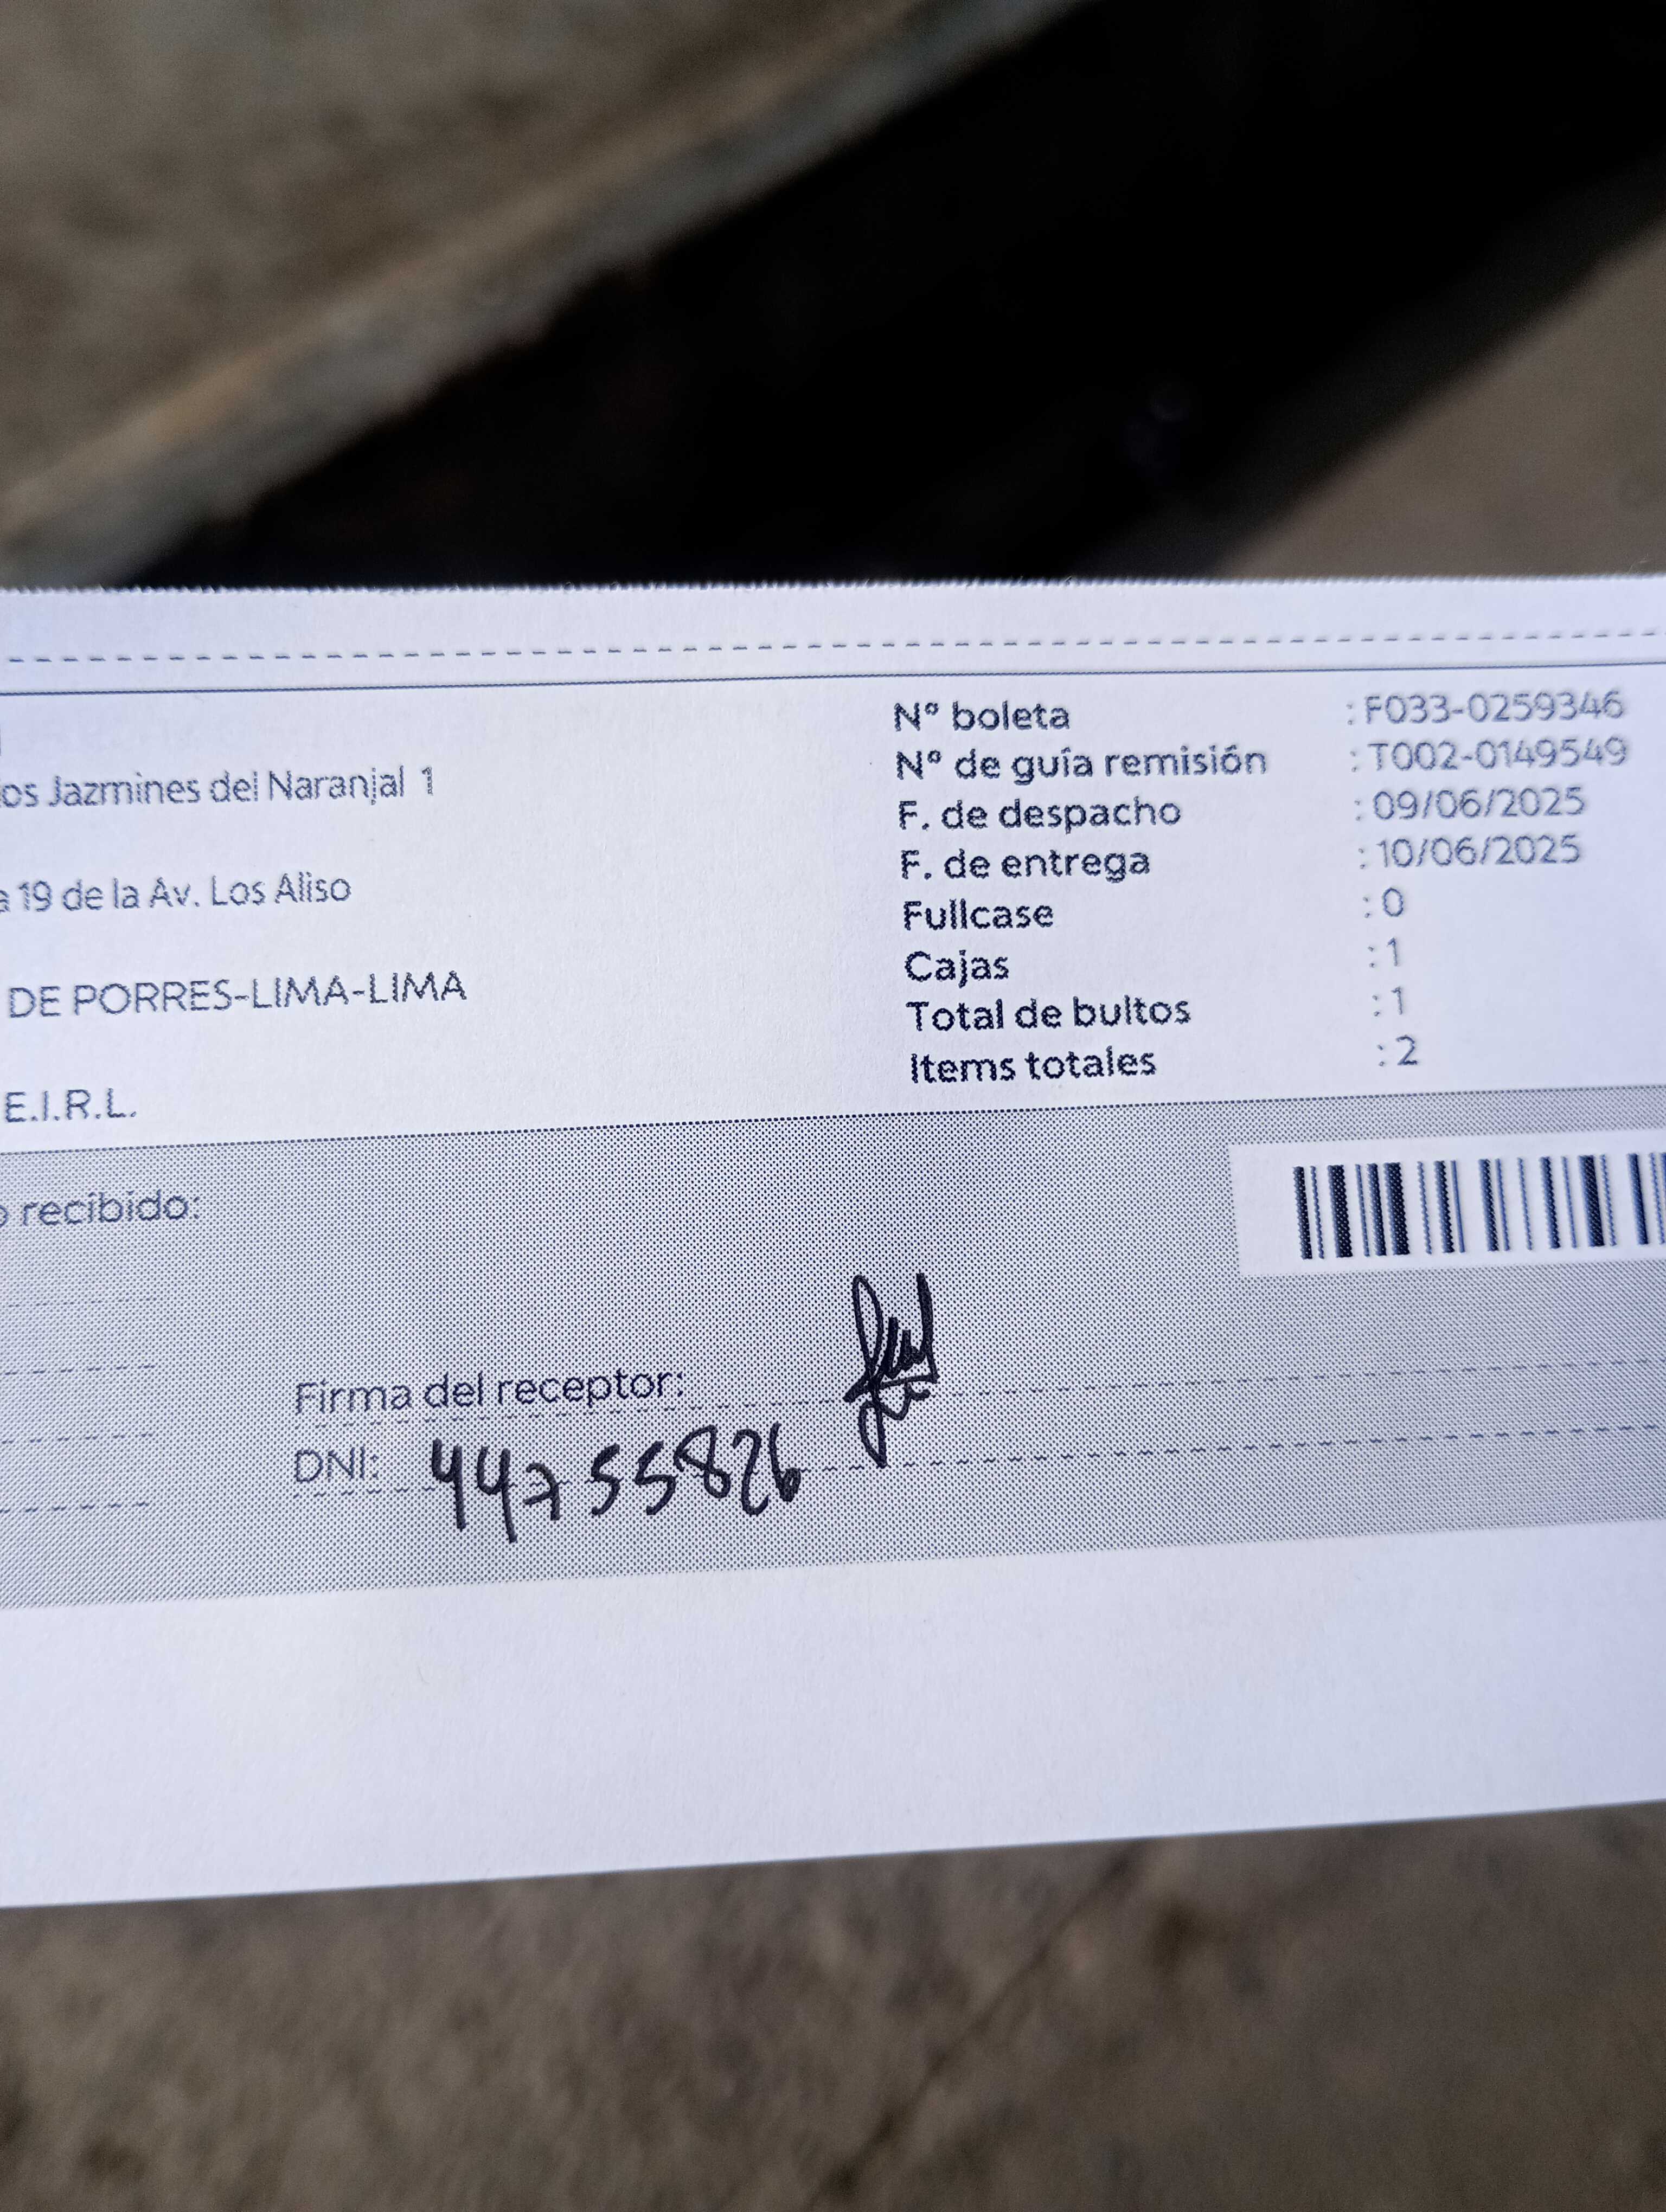 os Jazmines del Naranjal 1
19 de la Av. Los Aliso
DE PORRES-LIMA-LIMA
E.I.R.L.
N° boleta : F033-0259346
N° de guía remisión : T002-0149549
F. de despacho : 09/06/2025
F. de entrega : 10/06/2025
Fullcase : 0
Cajas : 1
Total de bultos : 1
Items totales : 2
o recibido:
Firma del receptor:
DNI: 44755826